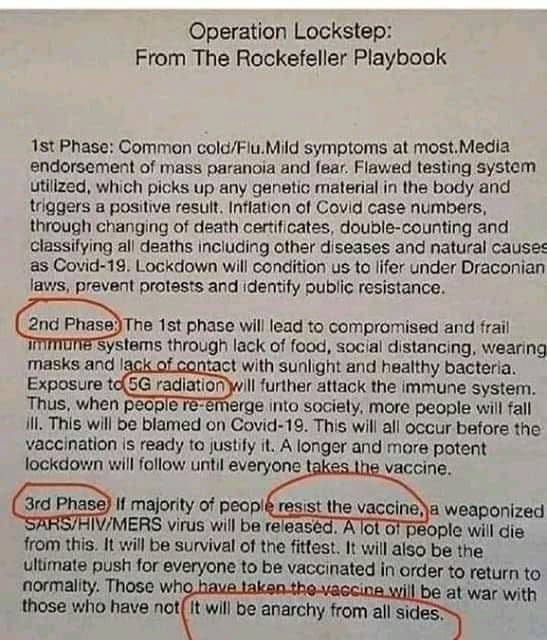 Operation Lockstep:
From The Rockefeller Playbook
1st Phase: Common cold/Flu.Mild symptoms at most.Media
endorsement of mass paranoia and fear. Flawed testing system
utilized, which picks up any genetic material in the body and
triggers a positive result. Inflation of Covid case numbers,
through changing of death certificates, double-counting and
classifying all deaths including other diseases and natural causes
as Covid-19. Lockdown will condition us to lifer under Draconian
laws, prevent protests and identify public resistance.
2nd Phase: The 1st phase will lead to compromised and frail
immune systems through lack of food, social distancing, wearing
masks and lack of contact with sunlight and healthy bacteria.
Exposure to 5G radiation will further attack the immune system.
Thus, when people re-emerge into society, more people will fall
ill. This will be blamed on Covid-19. This will all occur before the
vaccination is ready to justify it. A longer and more potent
lockdown will follow until everyone takes the vaccine.
3rd Phase: If majority of people resist the vaccine, a weaponized
SARS/HIV/MERS virus will be released. A lot of people will die
from this. It will be survival of the fittest. It will also be the
ultimate push for everyone to be vaccinated in order to return to
normality. Those who have taken the vaccine will be at war with
those who have not. It will be anarchy from all sides.